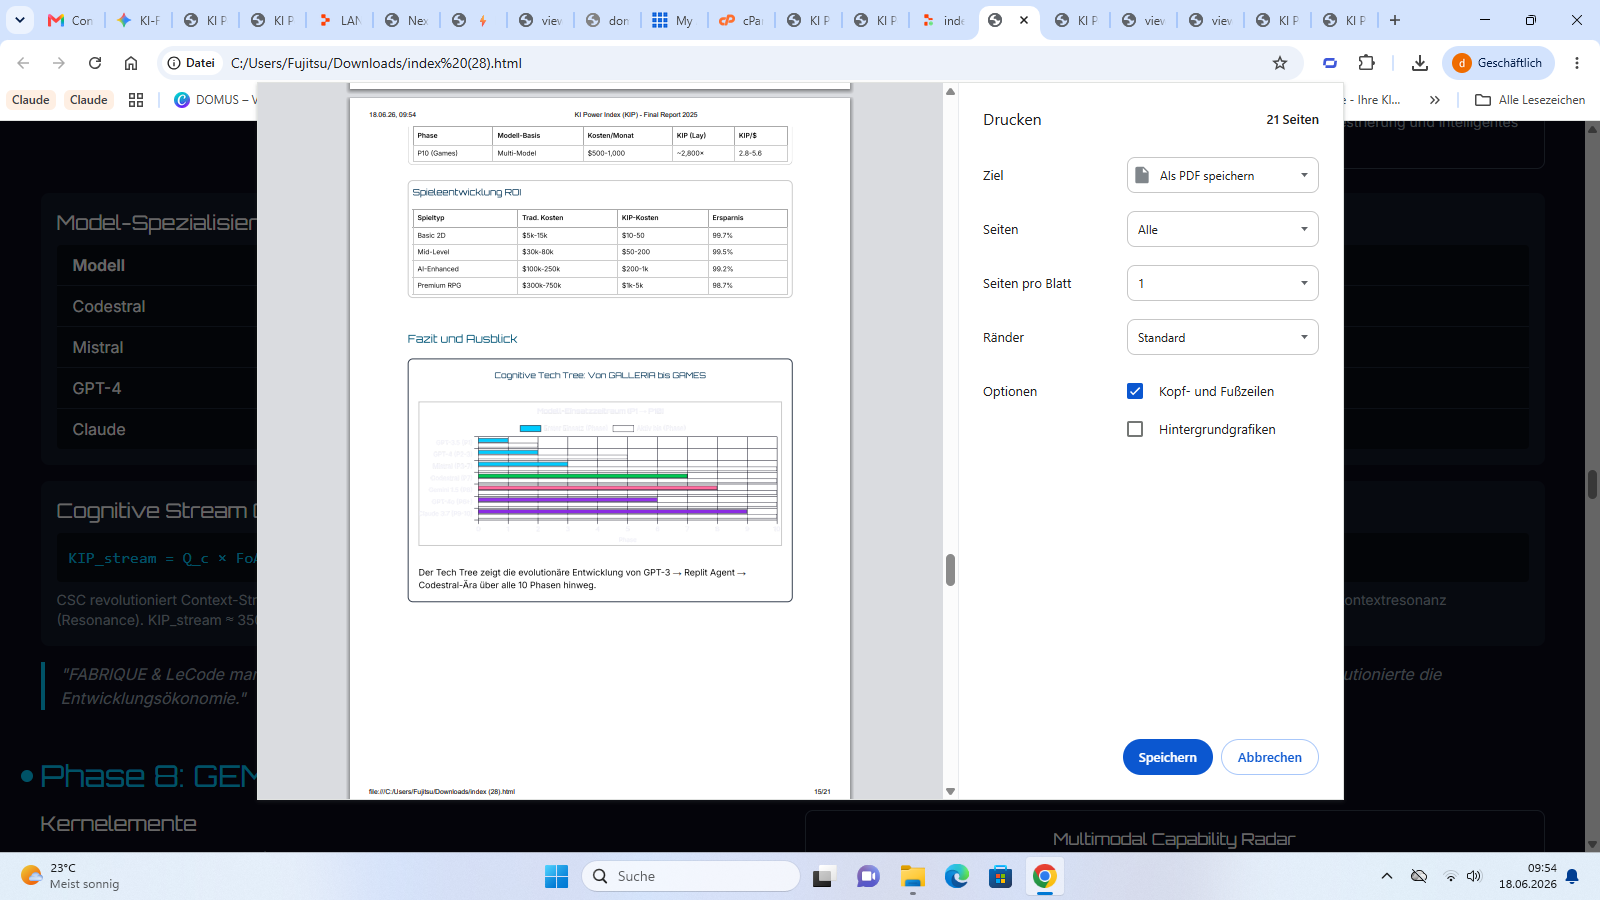 Con
KI-F
KI P
KI P
LAN
Nex
view
don
My
cPa
KI P
KI P
inde
KI P
view
view
KI P
KI P
Datei
C:/Users/Fujitsu/Downloads/index%20(28).html
d
Geschäftlich
Claude
Claude
DOMUS – V
e - Ihre KI...
Alle Lesezeichen
18.06.26, 09:54
KI Power Index (KIP) - Final Report 2025
Phase
Modell-Basis
Kosten/Monat
KIP (Lay)
KIP/$
P10 (Games)
Multi-Model
$500-1,000
~2,800×
2.8-5.6
Spieleentwicklung ROI
Spieltyp
Trad. Kosten
KIP-Kosten
Ersparnis
Basic 2D
$5k-15k
$10-50
99.7%
Mid-Level
$30k-80k
$50-200
99.5%
AI-Enhanced
$100k-250k
$200-1k
99.2%
Premium RPG
$300k-750k
$1k-5k
98.7%
Fazit und Ausblick
Cognitive Tech Tree: Von GALLERIA bis GAMES
Der Tech Tree zeigt die evolutionäre Entwicklung von GPT-3 → Replit Agent →
Codestral-Ära über alle 10 Phasen hinweg.
file:///C:/Users/Fujitsu/Downloads/index (28).html
15/21
Drucken
21 Seiten
Ziel
Als PDF speichern
Seiten
Alle
Seiten pro Blatt
1
Ränder
Standard
Optionen
Kopf- und Fußzeilen
Hintergrundgrafiken
Speichern
Abbrechen
Model-Spezialisier
Modell
Codestral
Mistral
GPT-4
Claude
Cognitive Stream
KIP_stream = Q_c × FoA
CSC revolutioniert Context-Str
(Resonance). KIP_stream ≈ 350
ontextresonanz
"FABRIQUE & LeCode mar
Entwicklungsökonomie."
utionierte die
Phase 8: GEM
Kernelemente
Multimodal Capability Radar
23°C
Meist sonnig
Suche
09:54
18.06.2026